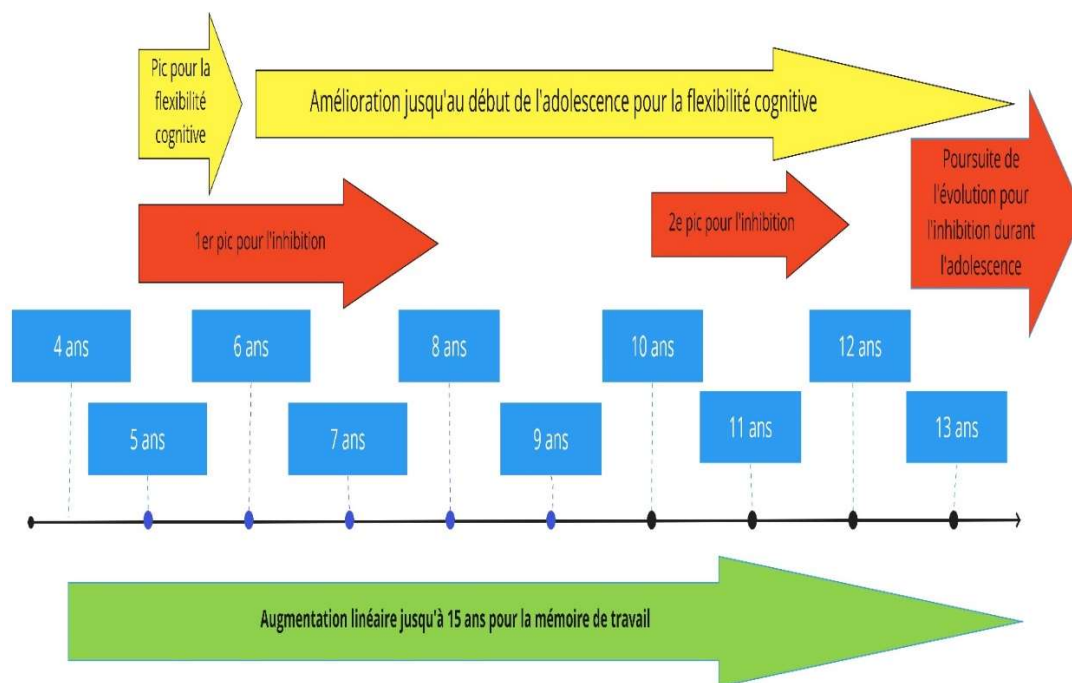 Pic pour la
flexibilité
cognitive
Amélioration jusqu'au début de l'adolescence pour la flexibilité cognitive
1er pic pour l'inhibition
2e pic pour l'inhibition
Poursuite de
l'évolution pour
l'inhibition durant
l'adolescence
4 ans
6 ans
8 ans
10 ans
12 ans
5 ans
7 ans
9 ans
11 ans
13 ans
Augmentation linéaire jusqu'à 15 ans pour la mémoire de travail